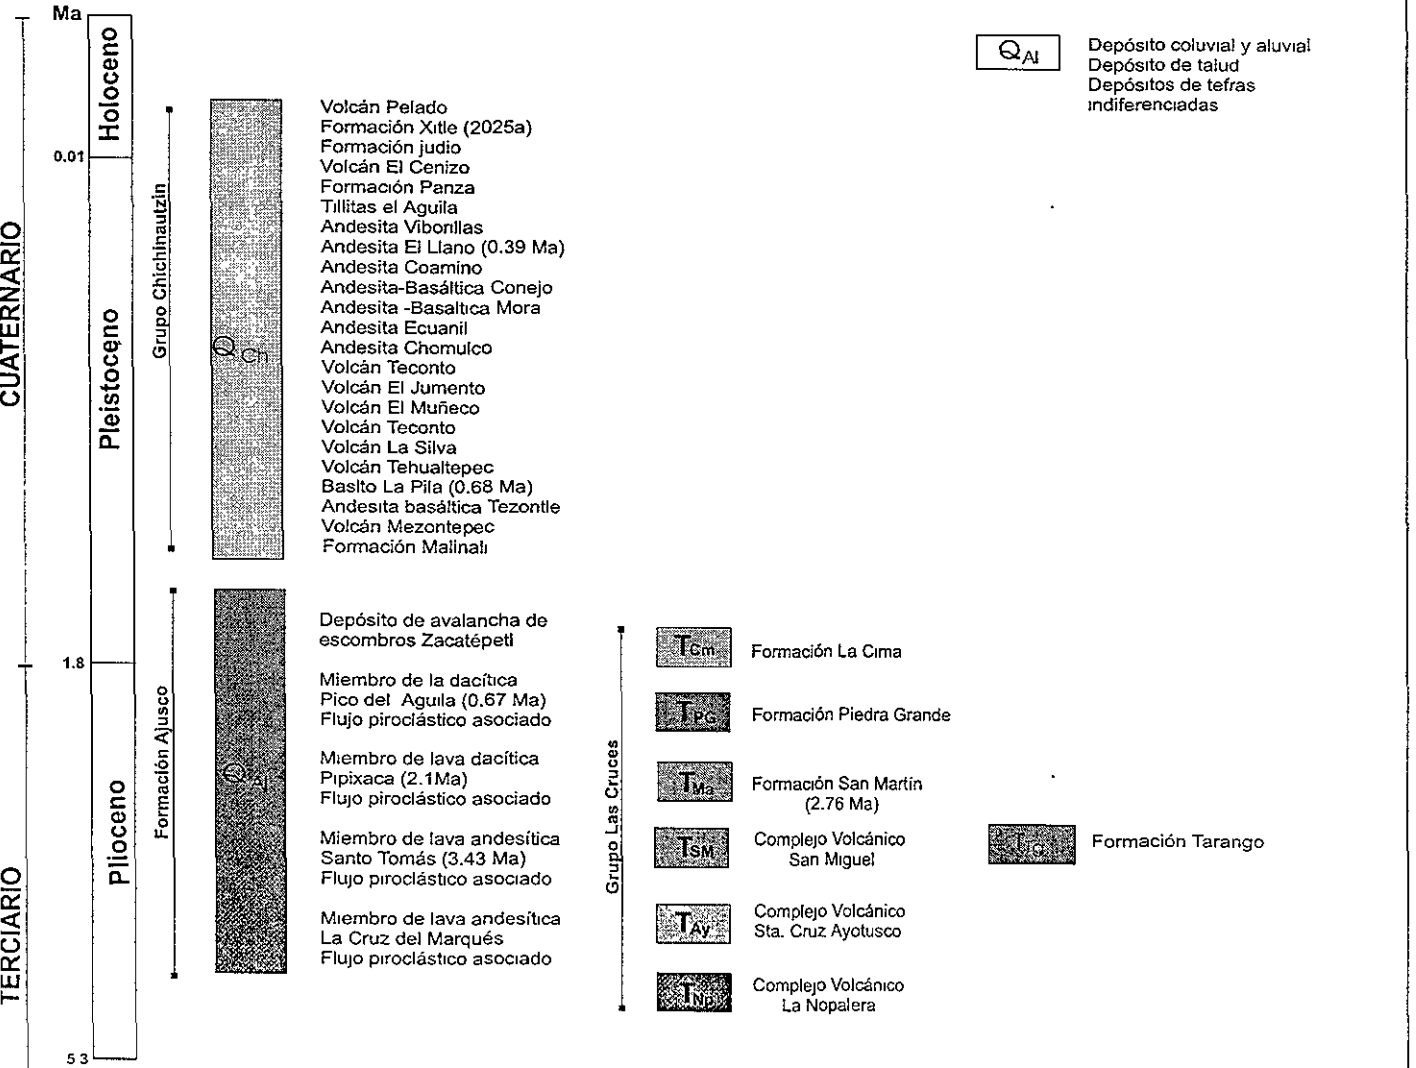 Ma
Holoceno
0.01
CUATERNARIO
Pleistoceno
1.8
Plioceno
TERCIARIO
5 3
Grupo Chichinautzin
Q Ch
Volcán Pelado
Formación Xitle (2025a)
Formación judio
Volcán El Cenizo
Formación Panza
Tillitas el Aguila
Andesita Viborillas
Andesita El Llano (0.39 Ma)
Andesita Coamino
Andesita-Basáltica Conejo
Andesita -Basaltica Mora
Andesita Ecuanil
Andesita Chomulco
Volcán Teconto
Volcán El Jumento
Volcán El Muñeco
Volcán Teconto
Volcán La Silva
Volcán Tehualtepec
Baslto La Pila (0.68 Ma)
Andesita basáltica Tezontle
Volcán Mezontepec
Formación Malinali
Formación Ajusco
Q Aj
Depósito de avalancha de
escombros Zacatépetl
Miembro de la dacítica
Pico del Aguila (0.67 Ma)
Flujo piroclástico asociado
Miembro de lava dacítica
Pipixaca (2.1Ma)
Flujo piroclástico asociado
Miembro de lava andesítica
Santo Tomás (3.43 Ma)
Flujo piroclástico asociado
Miembro de lava andesítica
La Cruz del Marqués
Flujo piroclástico asociado
Grupo Las Cruces
TCm
Formación La Cima
TPG
Formación Piedra Grande
TMa
Formación San Martín
(2.76 Ma)
TSM
Complejo Volcánico
San Miguel
TAy
Complejo Volcánico
Sta. Cruz Ayotusco
TNp
Complejo Volcánico
La Nopalera
QAl
Depósito coluvial y aluvial
Depósito de talud
Depósitos de tefras
indiferenciadas
Formación Tarango